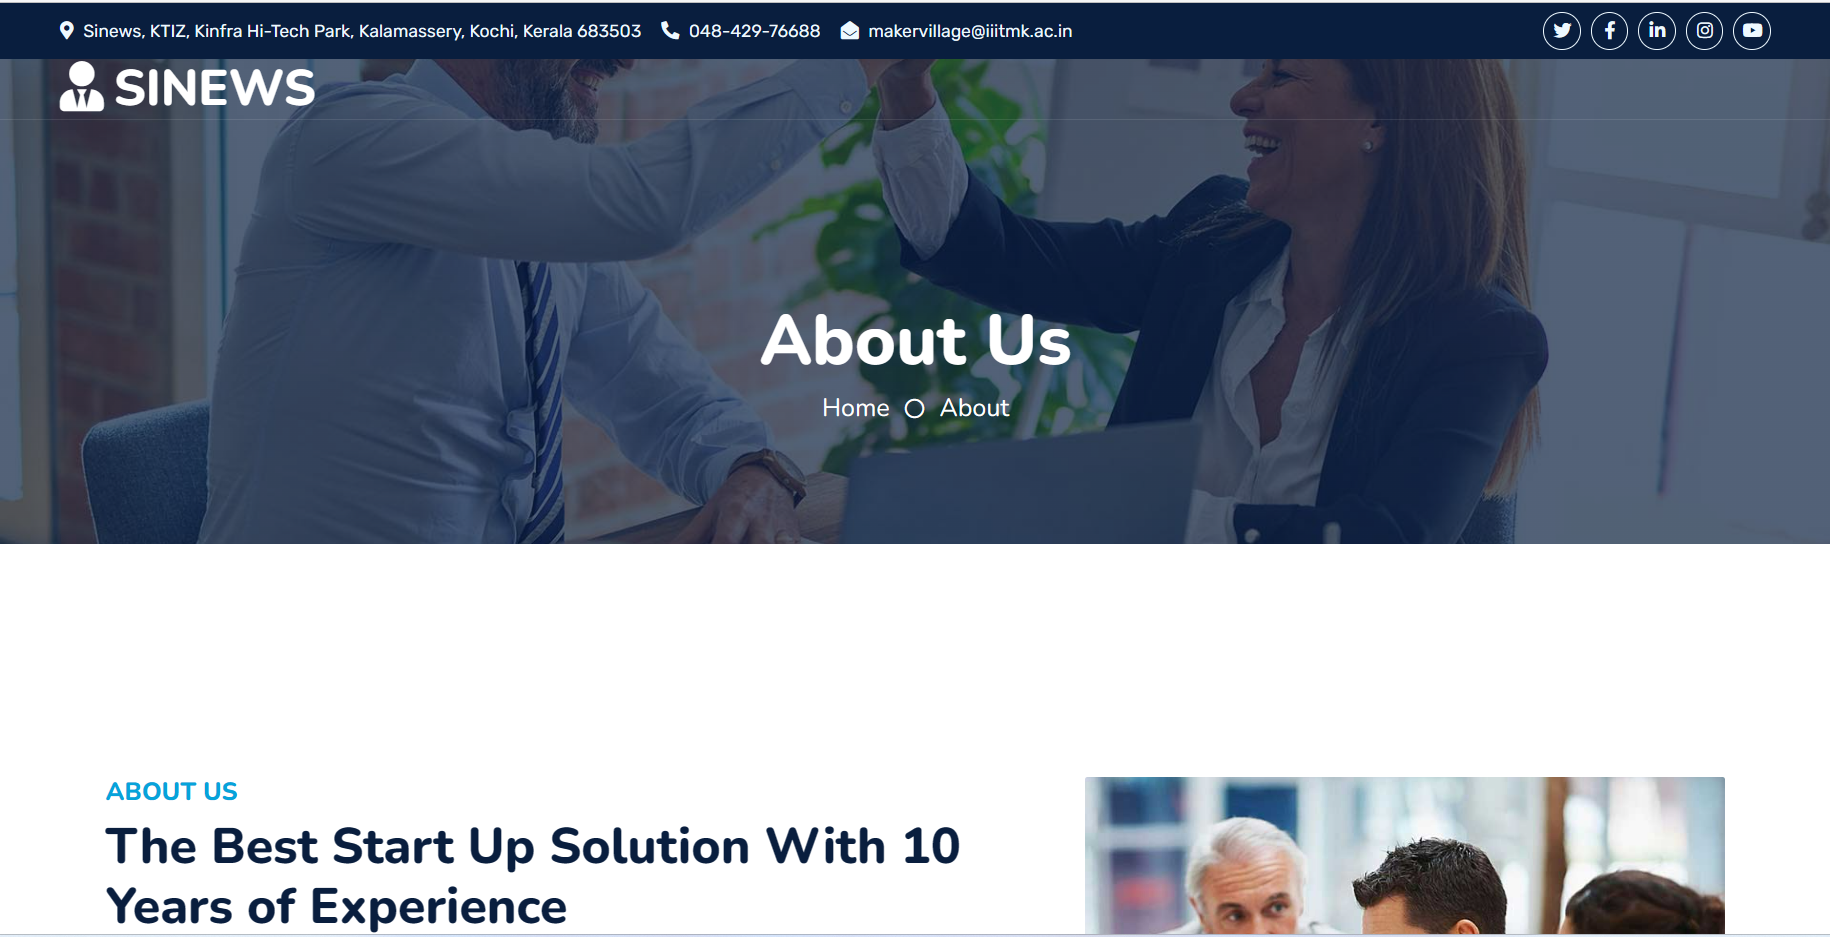 Sinews, KTIZ, Kinfra Hi-Tech Park, Kalamassery, Kochi, Kerala 683503 048-429-76688 makervillage@iiitmk.ac.in
SINEWS
About Us
Home About
ABOUT US
The Best Start Up Solution With 10
Years of Experience